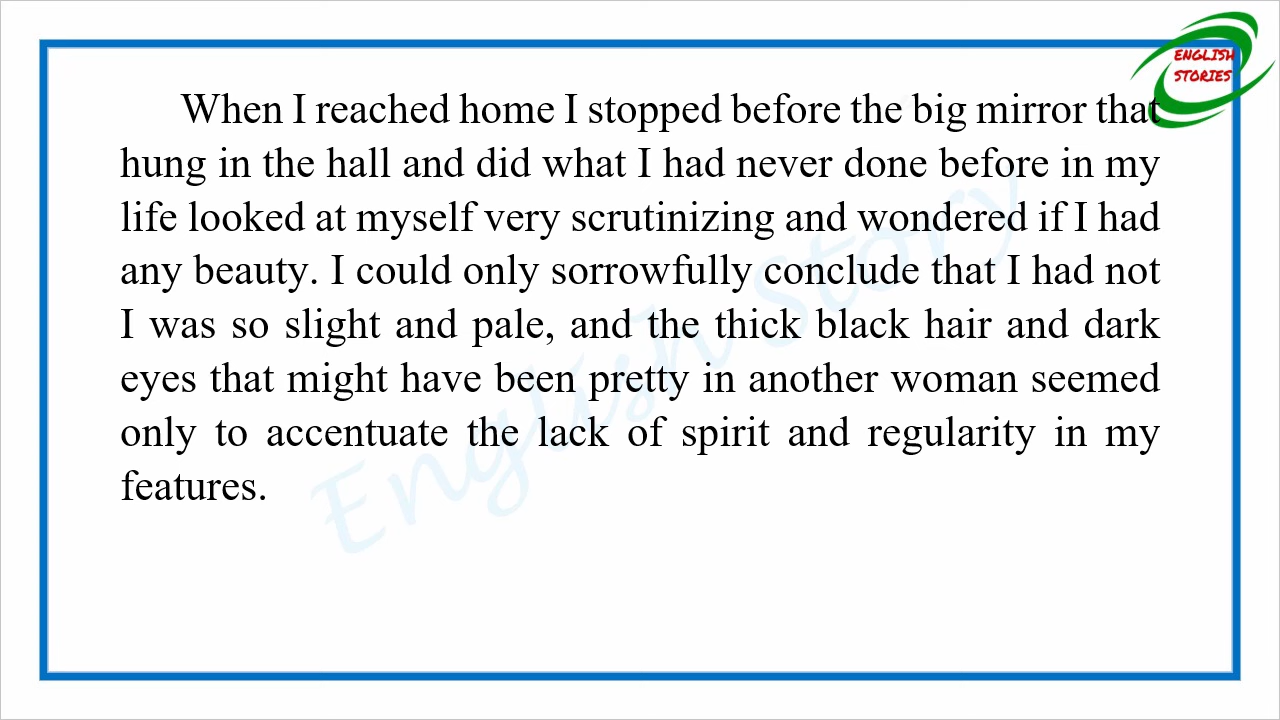 ENGLISH
STORIES
When I reached home I stopped before the big mirror that
hung in the hall and did what I had never done before in my
life looked at myself very scrutinizing and wondered if I had
any beauty. I could only sorrowfully conclude that I had not
I was so slight and pale, and the thick black hair and dark
eyes that might have been pretty in another woman seemed
only to accentuate the lack of spirit and regularity in my
features.
English Story